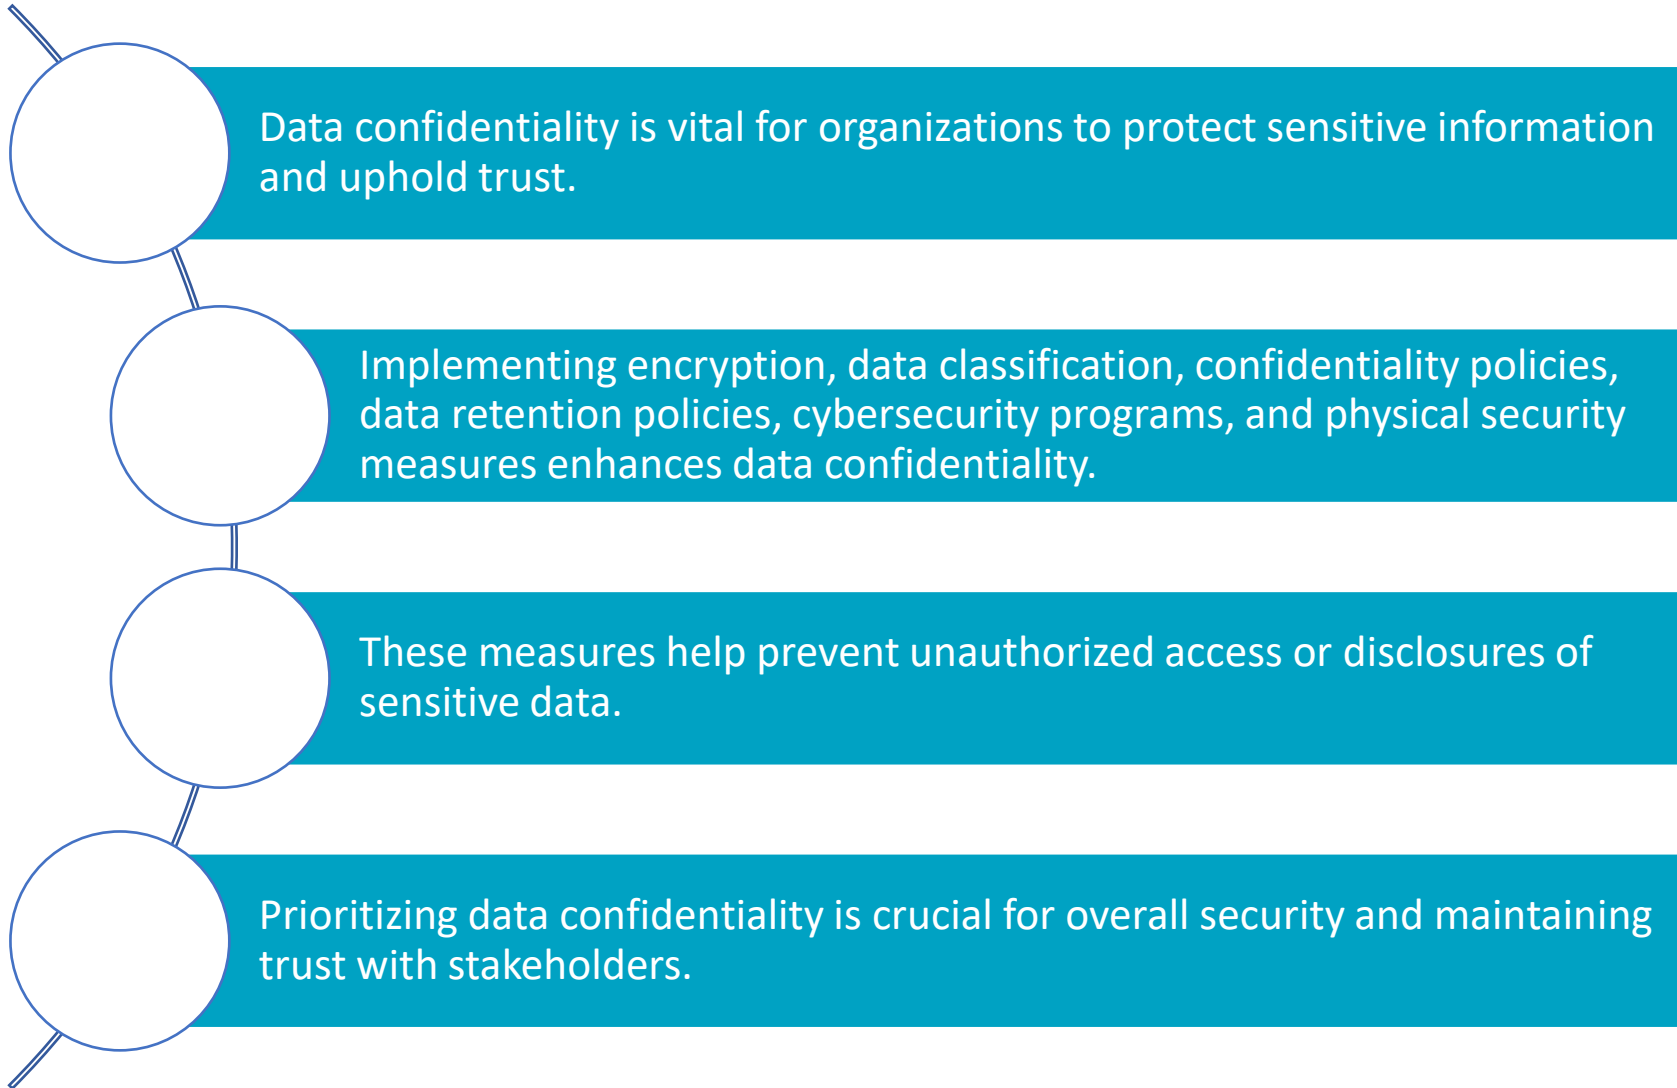 Data confidentiality is vital for organizations to protect sensitive information
and uphold trust.
Implementing encryption, data classification, confidentiality policies,
data retention policies, cybersecurity programs, and physical security
measures enhances data confidentiality.
These measures help prevent unauthorized access or disclosures of
sensitive data.
Prioritizing data confidentiality is crucial for overall security and maintaining
trust with stakeholders.